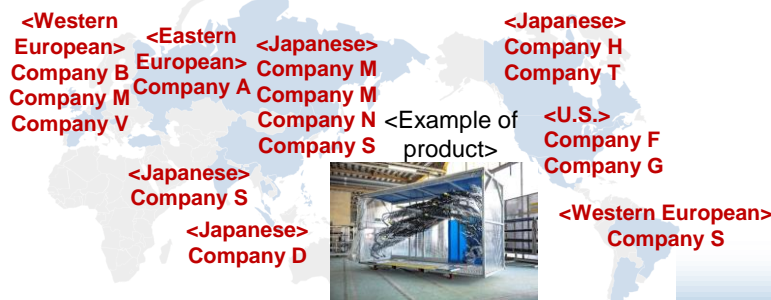 <Western
European>
Company B
Company M
Company V
<Eastern
European>
Company A
<Japanese>
Company M
Company M
Company N
Company S
<Japanese>
Company H
Company T
<Example of
product>
<U.S.>
Company F
Company G
<Japanese>
Company S
<Japanese>
Company D
<Western European>
Company S